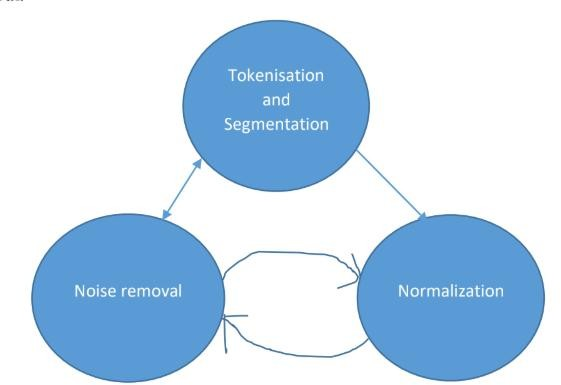 Tokenisation
and
Segmentation
Noise removal
Normalization